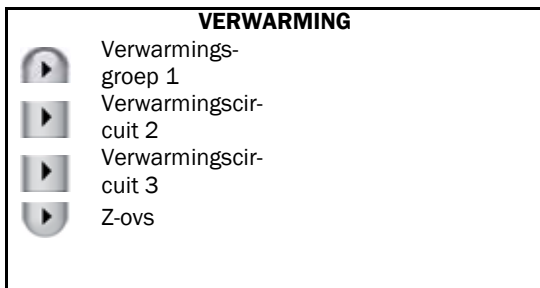 VERWARMING
Verwarmings-
groep 1
Verwarmingscir-
cuit 2
Verwarmingscir-
cuit 3
Z-ovs